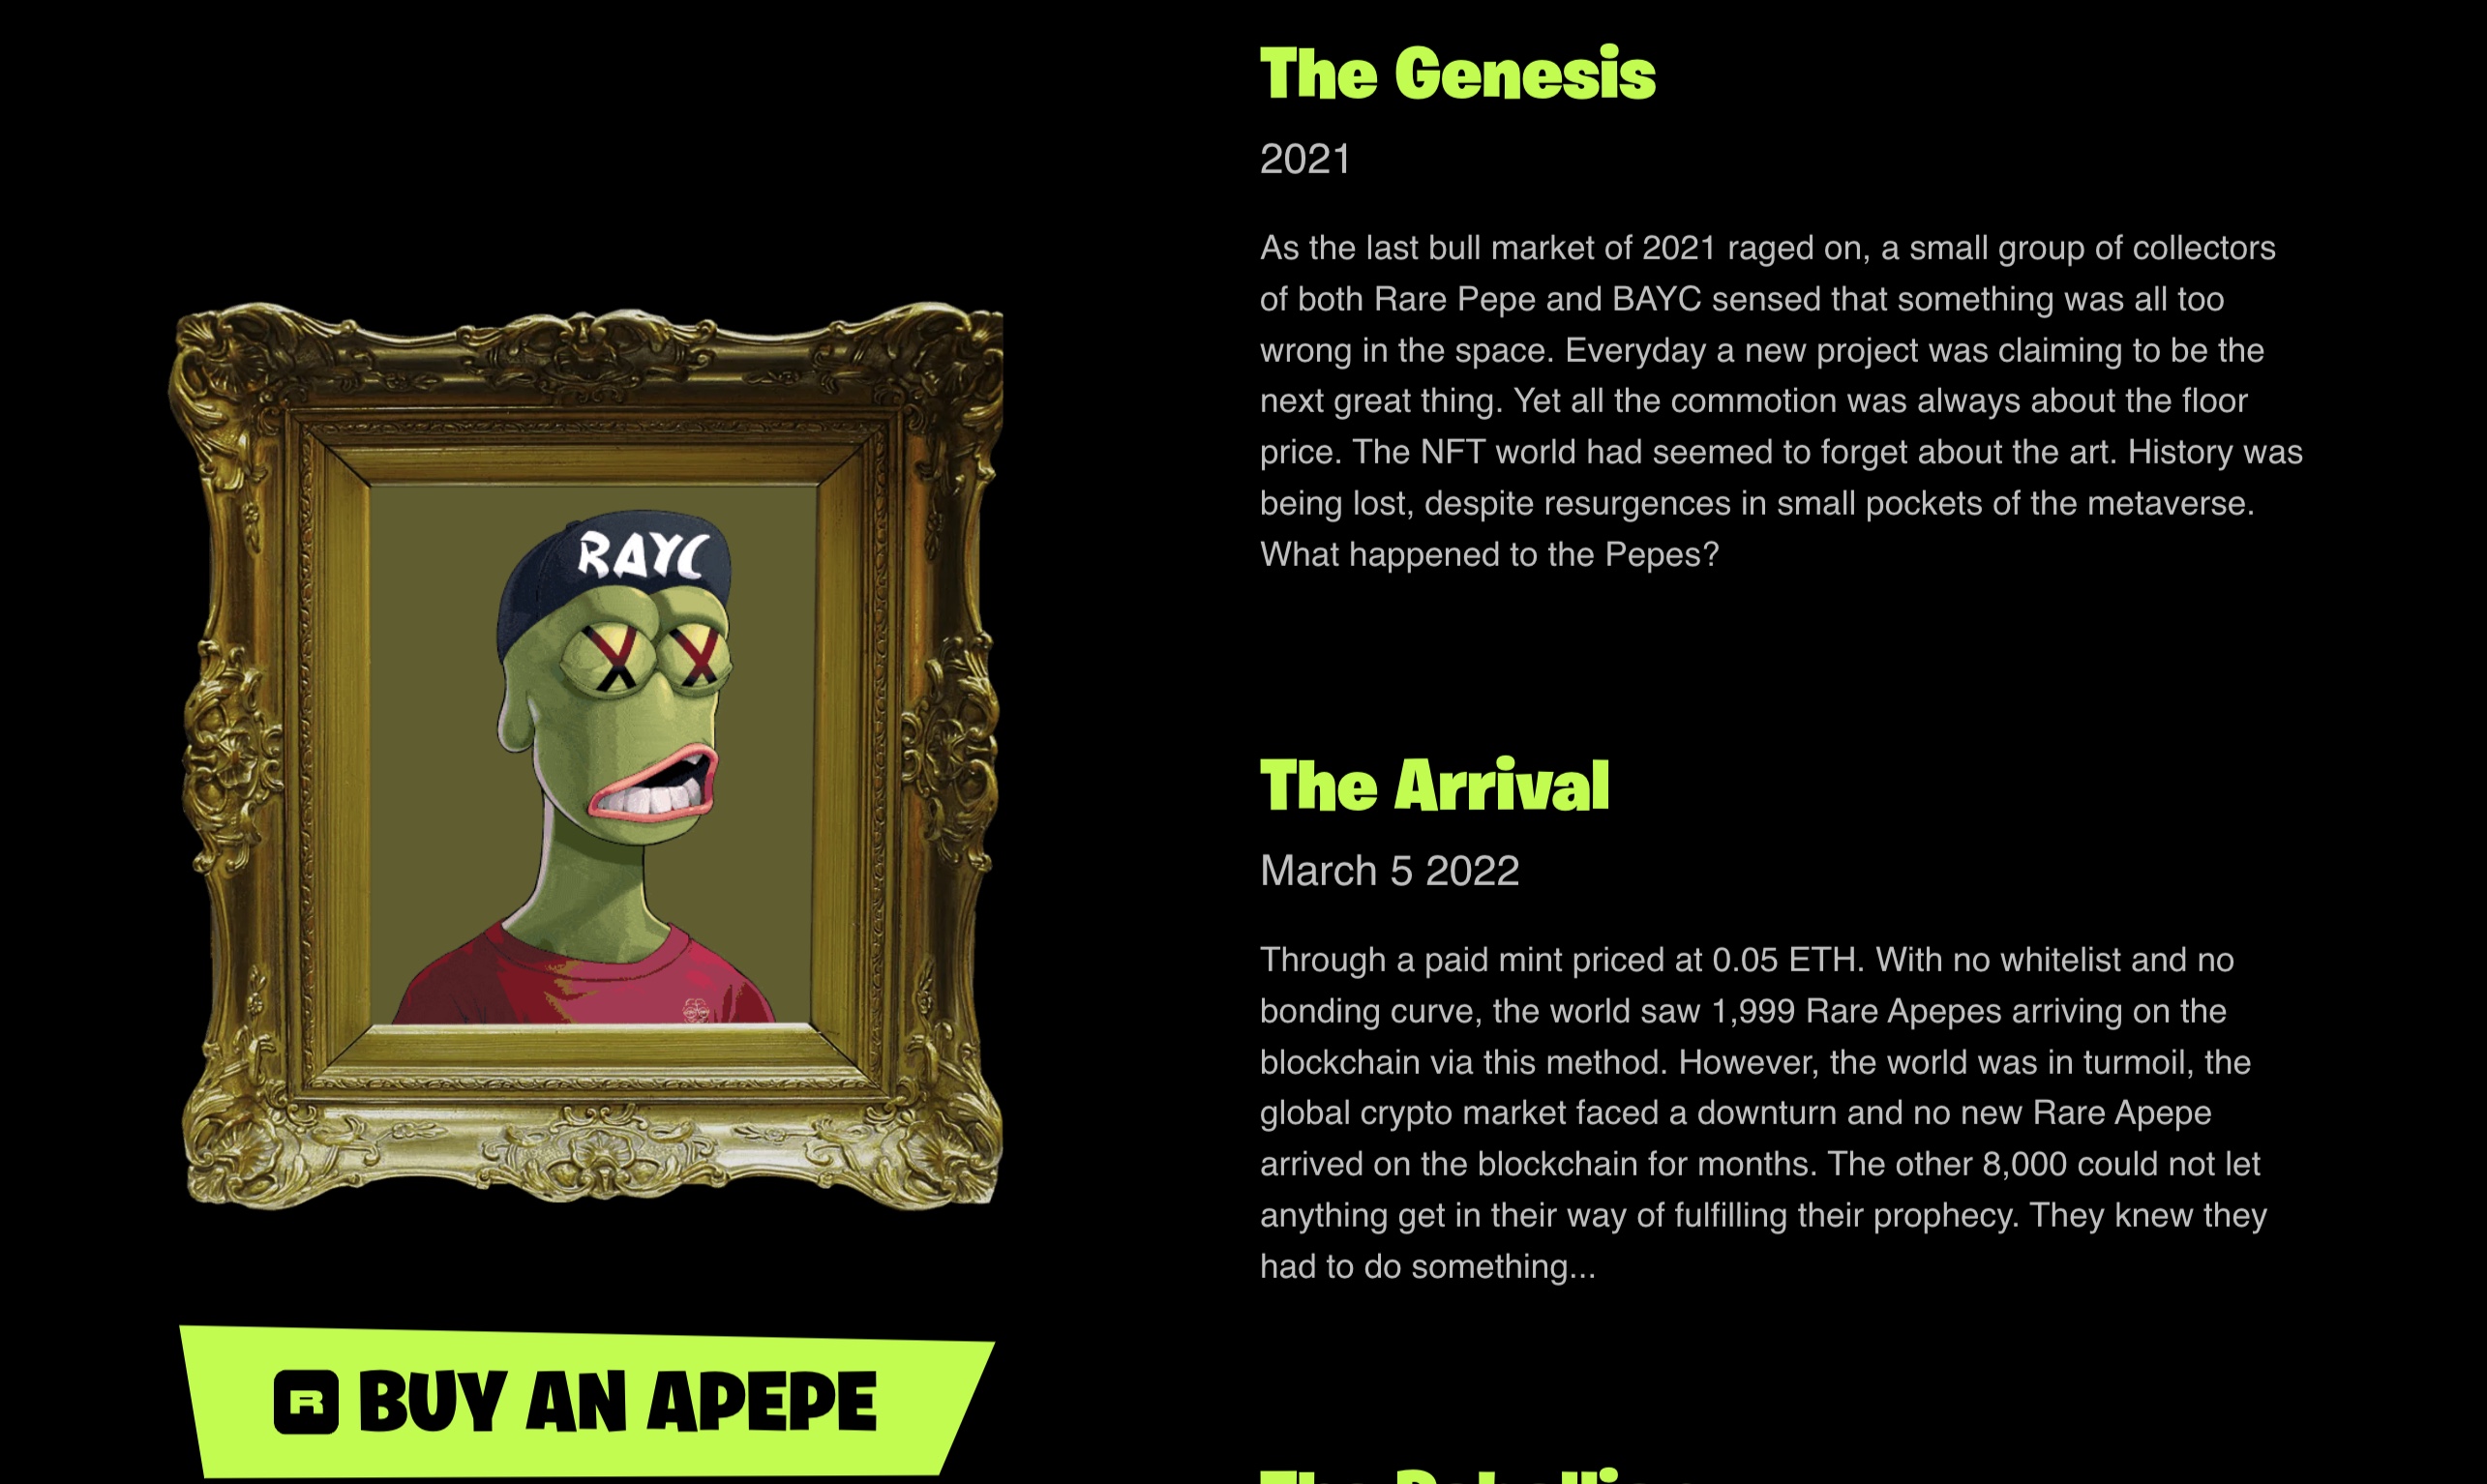 The Genesis
2021
As the last bull market of 2021 raged on, a small group of collectors
of both Rare Pepe and BAYC sensed that something was all too
wrong in the space. Everyday a new project was claiming to be the
next great thing. Yet all the commotion was always about the floor
price. The NFT world had seemed to forget about the art. History was
being lost, despite resurgences in small pockets of the metaverse.
What happened to the Pepes?
RAYC
The Arrival
March 5 2022
Through a paid mint priced at 0.05 ETH. With no whitelist and no
bonding curve, the world saw 1,999 Rare Apepes arriving on the
blockchain via this method. However, the world was in turmoil, the
global crypto market faced a downturn and no new Rare Apepe
arrived on the blockchain for months. The other 8,000 could not let
anything get in their way of fulfilling their prophecy. They knew they
had to do something...
R BUY AN APEPE